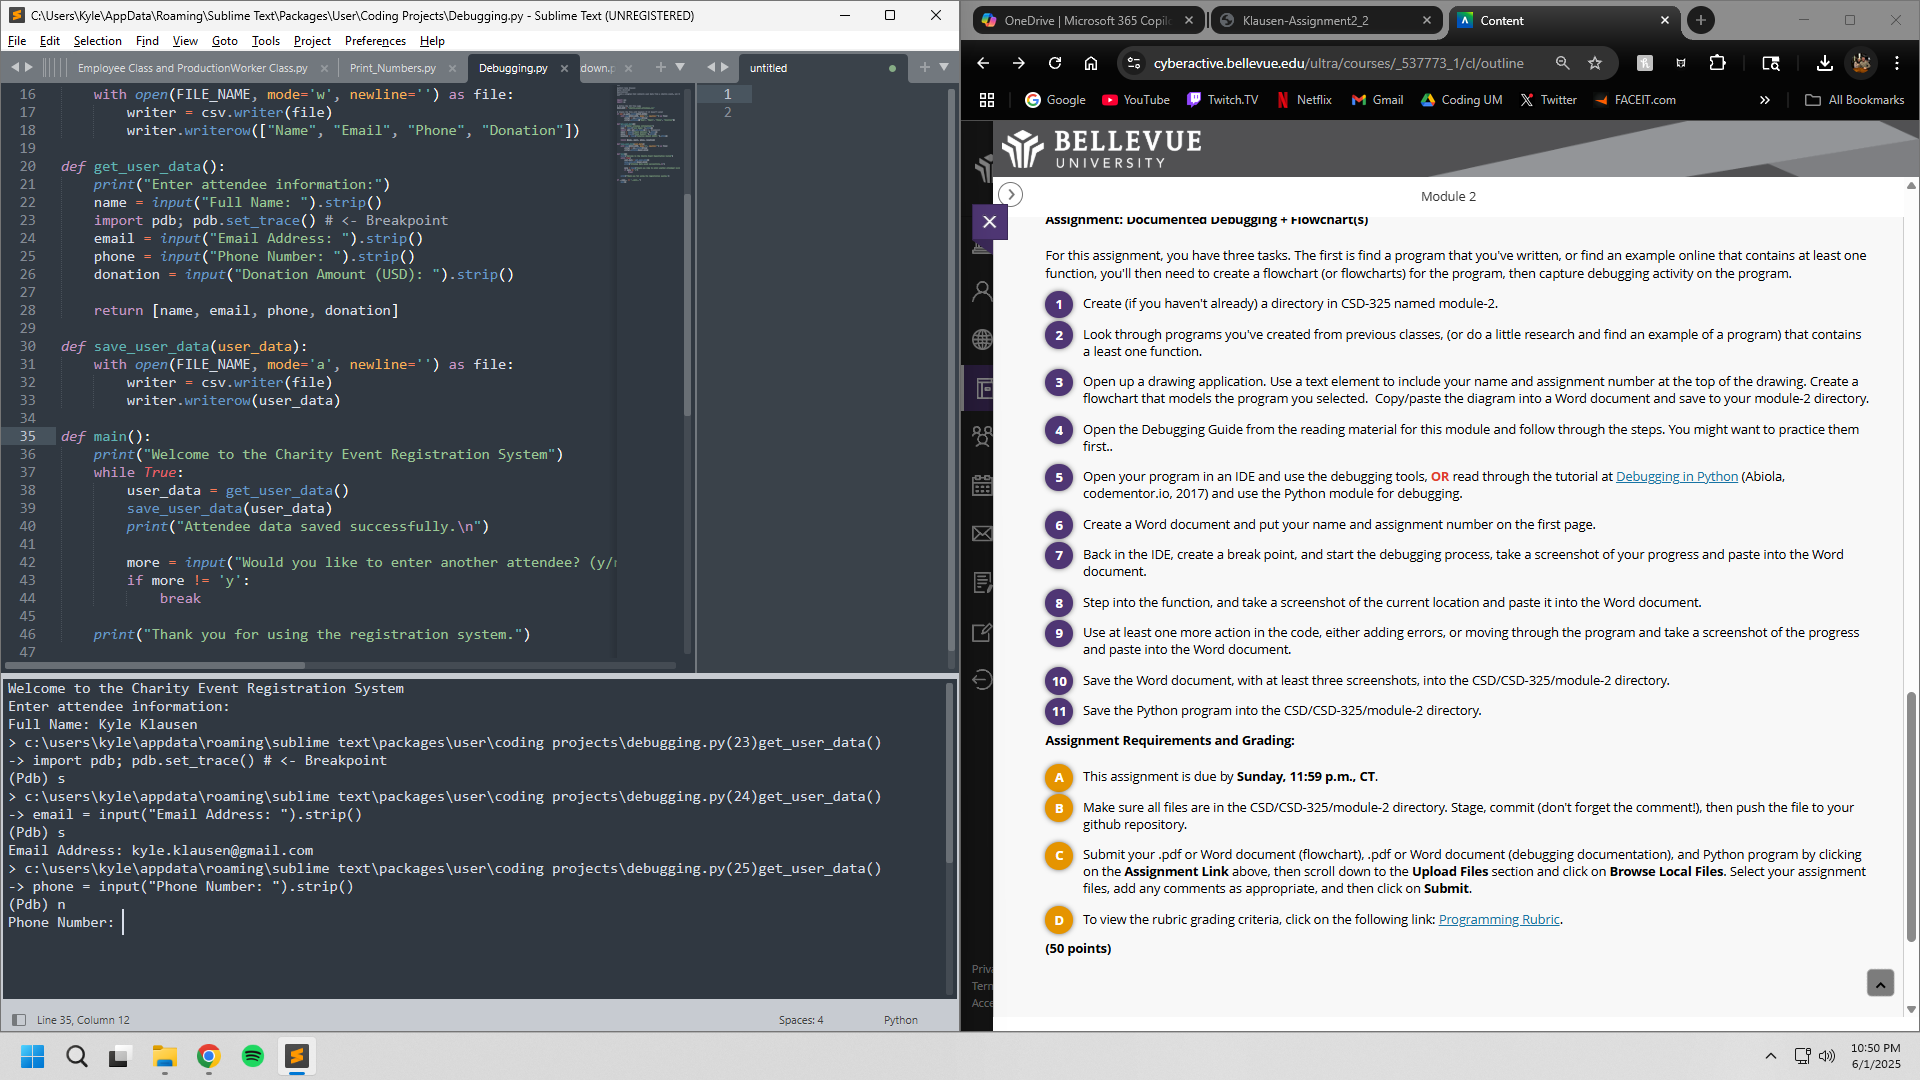 C:\Users\Kyle\AppData\Roaming\Sublime Text\Packages\User\Coding Projects\Debugging.py - Sublime Text (UNREGISTERED)
File Edit Selection Find View Goto Tools Project Preferences Help
Employee Class and ProductionWorker Class.py
Print_Numbers.py
Debugging.py
down.p
untitled
16 with open(FILE_NAME, mode='w', newline='') as file:
17 writer = csv.writer(file)
18 writer.writerow(["Name", "Email", "Phone", "Donation"])
19
20 def get_user_data():
21 print("Enter attendee information:")
22 name = input("Full Name: ").strip()
23 import pdb; pdb.set_trace() # <- Breakpoint
24 email = input("Email Address: ").strip()
25 phone = input("Phone Number: ").strip()
26 donation = input("Donation Amount (USD): ").strip()
27
28 return [name, email, phone, donation]
29
30 def save_user_data(user_data):
31 with open(FILE_NAME, mode='a', newline='') as file:
32 writer = csv.writer(file)
33 writer.writerow(user_data)
34
35 def main():
36 print("Welcome to the Charity Event Registration System")
37 while True:
38 user_data = get_user_data()
39 save_user_data(user_data)
40 print("Attendee data saved successfully.\n")
41
42 more = input("Would you like to enter another attendee? (y/n
43 if more != 'y':
44 break
45
46 print("Thank you for using the registration system.")
47
1
2
Welcome to the Charity Event Registration System
Enter attendee information:
Full Name: Kyle Klausen
> c:\users\kyle\appdata\roaming\sublime text\packages\user\coding projects\debugging.py(23)get_user_data()
-> import pdb; pdb.set_trace() # <- Breakpoint
(Pdb) s
> c:\users\kyle\appdata\roaming\sublime text\packages\user\coding projects\debugging.py(24)get_user_data()
-> email = input("Email Address: ").strip()
(Pdb) s
Email Address: kyle.klausen@gmail.com
> c:\users\kyle\appdata\roaming\sublime text\packages\user\coding projects\debugging.py(25)get_user_data()
-> phone = input("Phone Number: ").strip()
(Pdb) n
Phone Number:
Line 35, Column 12
Spaces: 4
Python
OneDrive | Microsoft 365 Copil
Klausen-Assignment2_2
Content
cyberactive.bellevue.edu/ultra/courses/_537773_1/cl/outline
Google YouTube Twitch.TV Netflix Gmail Coding UM Twitter FACEIT.com » All Bookmarks
BELLEVUE
UNIVERSITY
Module 2
Assignment: Documented Debugging + Flowchart(s)
For this assignment, you have three tasks. The first is find a program that you've written, or find an example online that contains at least one
function, you'll then need to create a flowchart (or flowcharts) for the program, then capture debugging activity on the program.
1 Create (if you haven't already) a directory in CSD-325 named module-2.
2 Look through programs you've created from previous classes, (or do a little research and find an example of a program) that contains
a least one function.
3 Open up a drawing application. Use a text element to include your name and assignment number at the top of the drawing. Create a
flowchart that models the program you selected. Copy/paste the diagram into a Word document and save to your module-2 directory.
4 Open the Debugging Guide from the reading material for this module and follow through the steps. You might want to practice them
first..
5 Open your program in an IDE and use the debugging tools, OR read through the tutorial at Debugging in Python (Abiola,
codementor.io, 2017) and use the Python module for debugging.
6 Create a Word document and put your name and assignment number on the first page.
7 Back in the IDE, create a break point, and start the debugging process, take a screenshot of your progress and paste into the Word
document.
8 Step into the function, and take a screenshot of the current location and paste it into the Word document.
9 Use at least one more action in the code, either adding errors, or moving through the program and take a screenshot of the progress
and paste into the Word document.
10 Save the Word document, with at least three screenshots, into the CSD/CSD-325/module-2 directory.
11 Save the Python program into the CSD/CSD-325/module-2 directory.
Assignment Requirements and Grading:
A This assignment is due by Sunday, 11:59 p.m., CT.
B Make sure all files are in the CSD/CSD-325/module-2 directory. Stage, commit (don't forget the comment!), then push the file to your
github repository.
C Submit your .pdf or Word document (flowchart), .pdf or Word document (debugging documentation), and Python program by clicking
on the Assignment Link above, then scroll down to the Upload Files section and click on Browse Local Files. Select your assignment
files, add any comments as appropriate, and then click on Submit.
D To view the rubric grading criteria, click on the following link: Programming Rubric.
(50 points)
Priva
Term
Acce
10:50 PM
6/1/2025